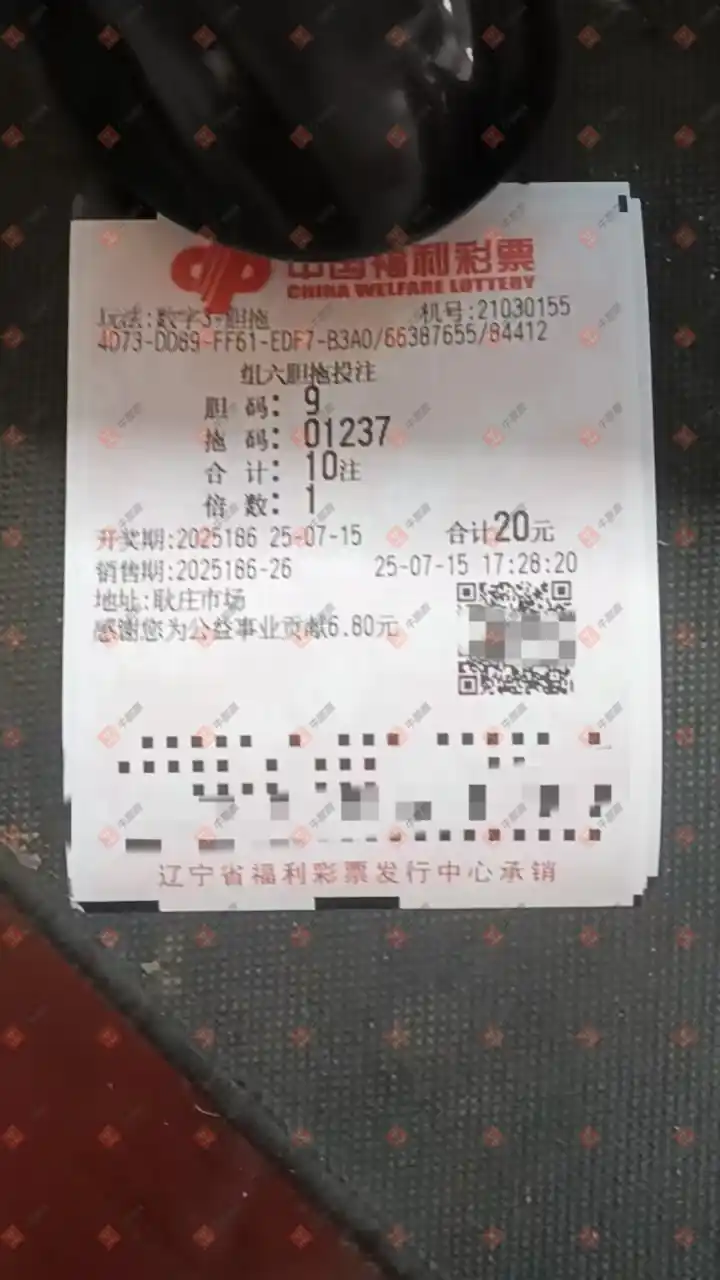 中国福利彩票
CHINA WELFARE LOTTERY
玩法:数字3-胆拖 机号:21030155
4D73-DD89-FF61-EDF7-B3A0/66387655/84412
组六胆拖投注
胆 码: 9
拖 码: 01237
合 计: 10注
倍 数: 1
开奖期:2025186 25-07-15 合计20元
销售期:2025186-26 25-07-15 17:28:20
地址:耿庄市场
感谢您为公益事业贡献6.80元
辽宁省福利彩票发行中心承销